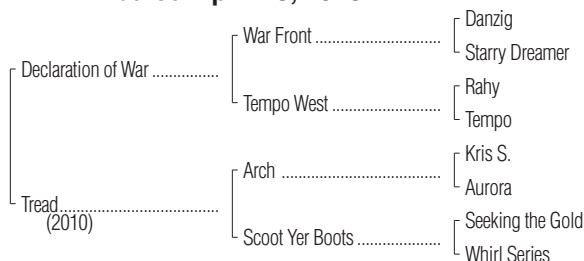 Danzig
War Front ..........................
Starry Dreamer
Declaration of War ..............
Rahy
Tempo West .....................
Tempo
Kris S.
Arch .................................
Aurora
Tread.................................
(2010)
Seeking the Gold
Scoot Yer Boots .................
Whirl Series